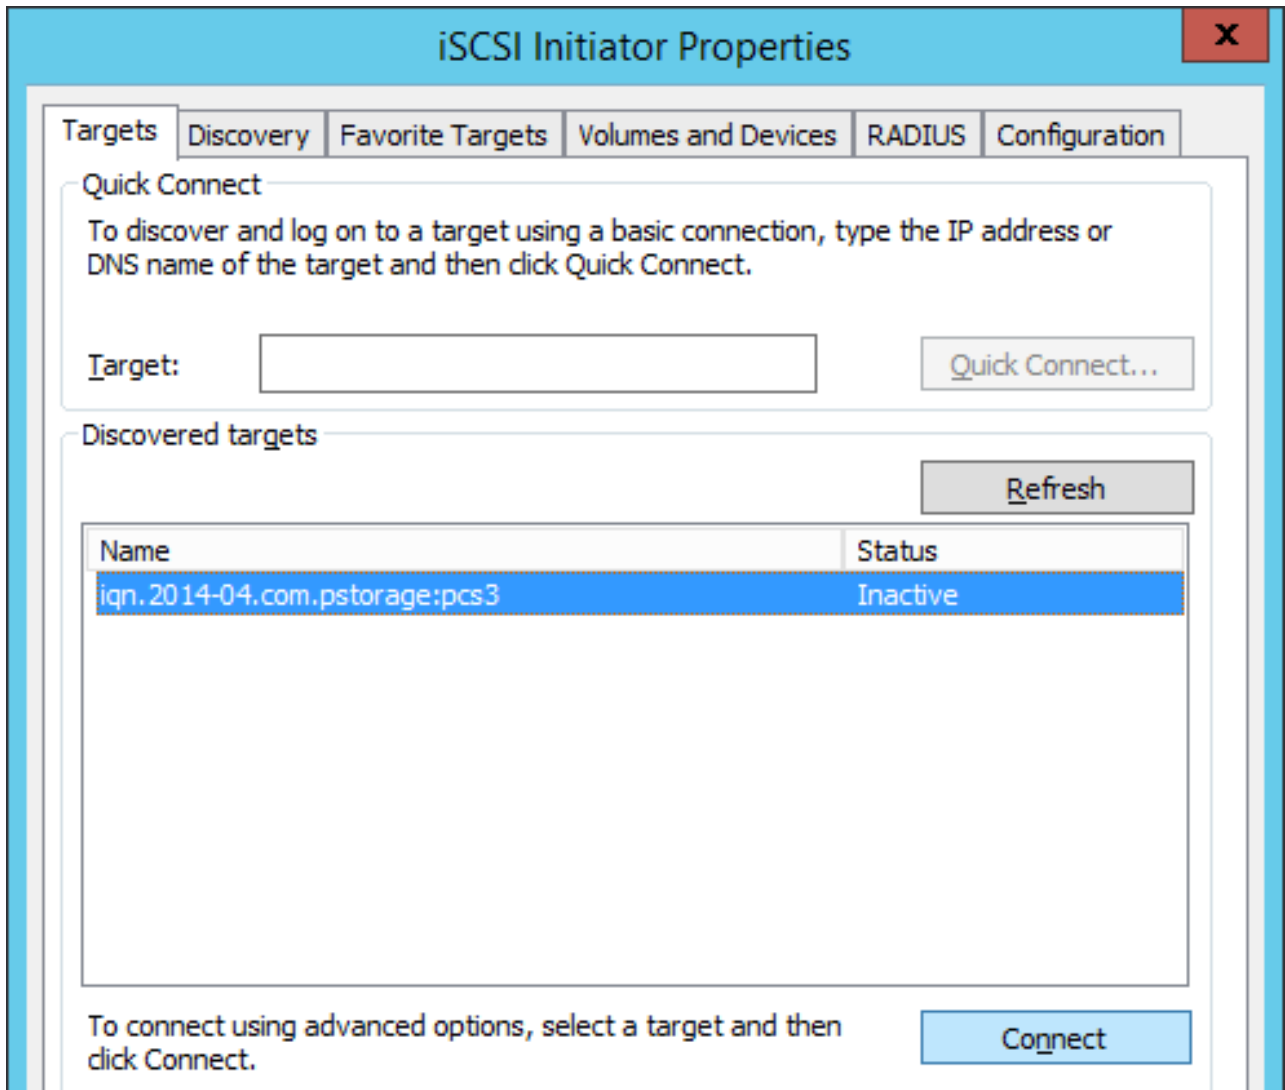 iSCSI Initiator Properties
x
Targets Discovery Favorite Targets Volumes and Devices RADIUS Configuration
Quick Connect
To discover and log on to a target using a basic connection, type the IP address or
DNS name of the target and then click Quick Connect.
Target: Quick Connect...
Discovered targets
Refresh
Name Status
iqn.2014-04.com.pstorage:pcs3 Inactive
To connect using advanced options, select a target and then
click Connect.
Connect